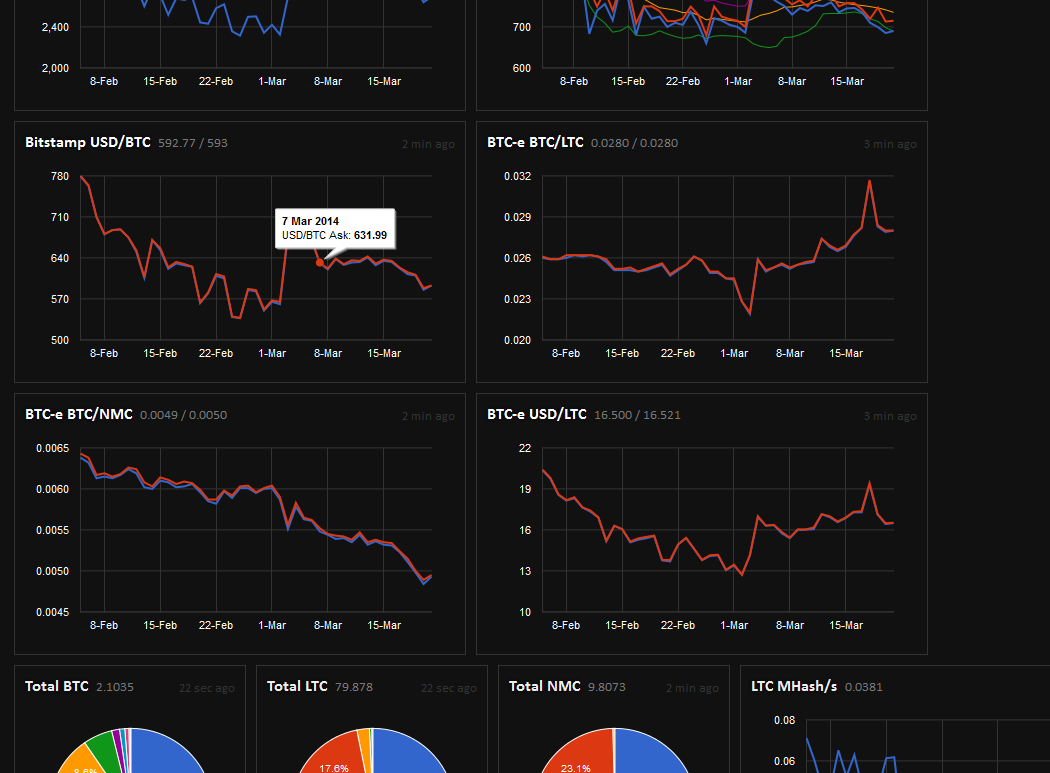 2,400
2,000
8-Feb 15-Feb 22-Feb 1-Mar 8-Mar 15-Mar
700
600
8-Feb 15-Feb 22-Feb 1-Mar 8-Mar 15-Mar
Bitstamp USD/BTC 592.77 / 593 2 min ago
780
710
640
570
500
7 Mar 2014
USD/BTC Ask: 631.99
8-Feb 15-Feb 22-Feb 1-Mar 8-Mar 15-Mar
BTC-e BTC/LTC 0.0280 / 0.0280 3 min ago
0.032
0.029
0.026
0.023
0.020
8-Feb 15-Feb 22-Feb 1-Mar 8-Mar 15-Mar
BTC-e BTC/NMC 0.0049 / 0.0050 2 min ago
0.0065
0.0060
0.0055
0.0050
0.0045
8-Feb 15-Feb 22-Feb 1-Mar 8-Mar 15-Mar
BTC-e USD/LTC 16.500 / 16.521 3 min ago
22
19
16
13
10
8-Feb 15-Feb 22-Feb 1-Mar 8-Mar 15-Mar
Total BTC 2.1035 22 sec ago
8.6%
Total LTC 79.878 22 sec ago
17.6%
Total NMC 9.8073 2 min ago
23.1%
LTC MHash/s 0.0381
0.08
0.06